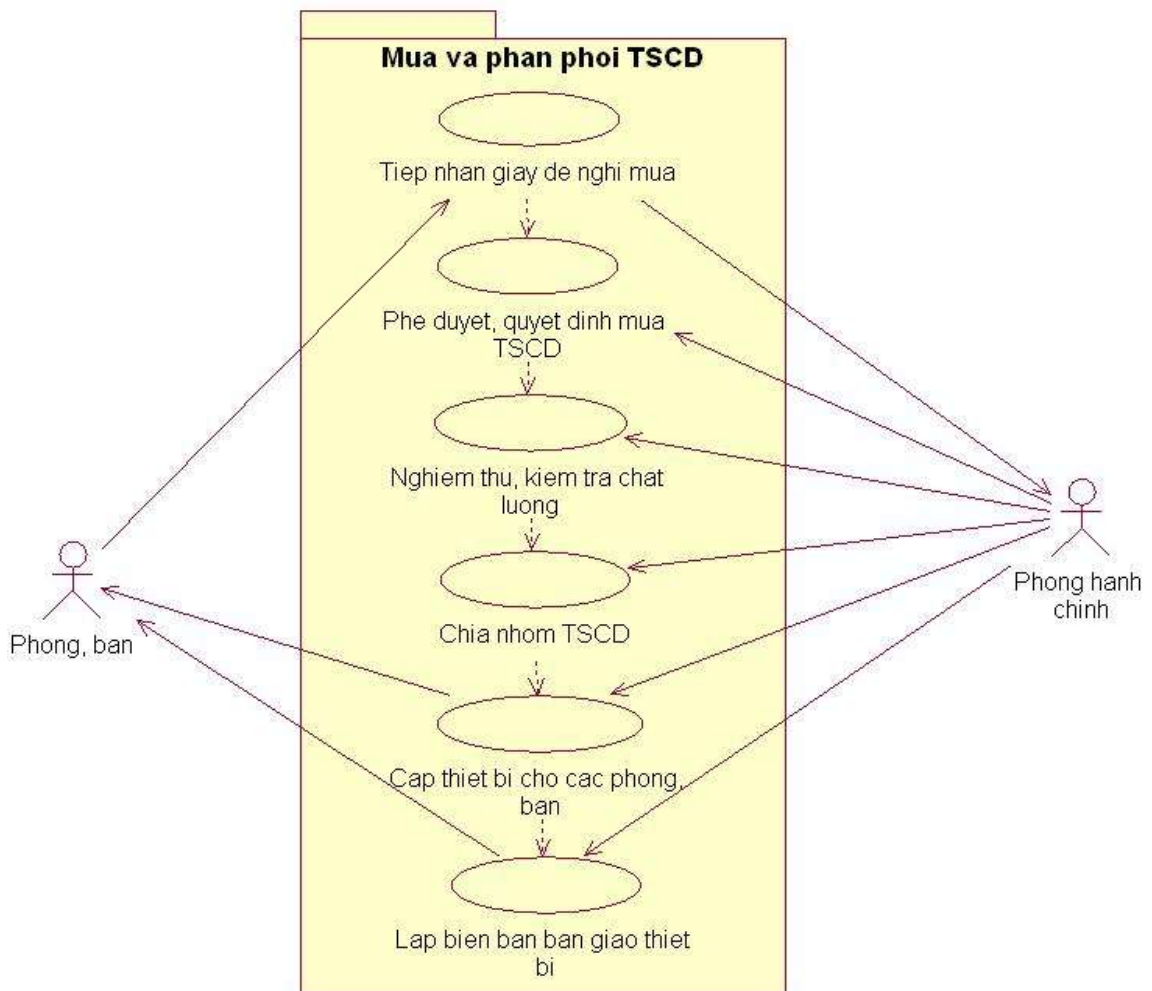 Mua va phan phoi TSCD
Tiep nhan giay de nghi mua
Phe duyet, quyet dinh mua
TSCD
Nghiem thu, kiem tra chat
luong
Chia nhom TSCD
Cap thiet bi cho cac phong,
ban
Lap bien ban ban giao thiet
bi
Phong, ban
Phong hanh
chinh